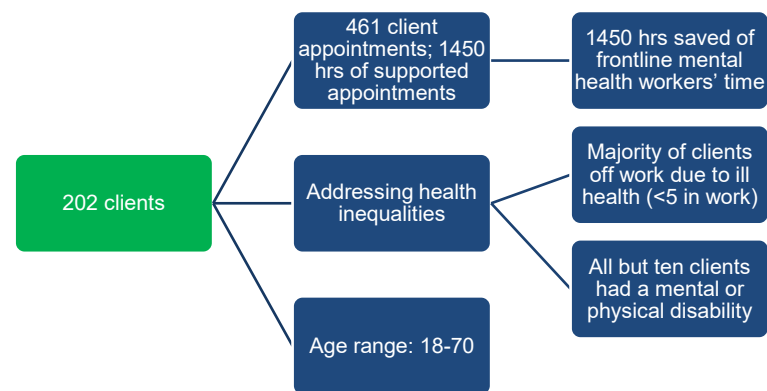 461 client
appointments; 1450
hrs of supported
appointments
1450 hrs saved of
frontline mental
health workers’ time
202 clients
Addressing health
inequalities
Majority of clients
off work due to ill
health (<5 in work)
All but ten clients
had a mental or
physical disability
Age range: 18-70